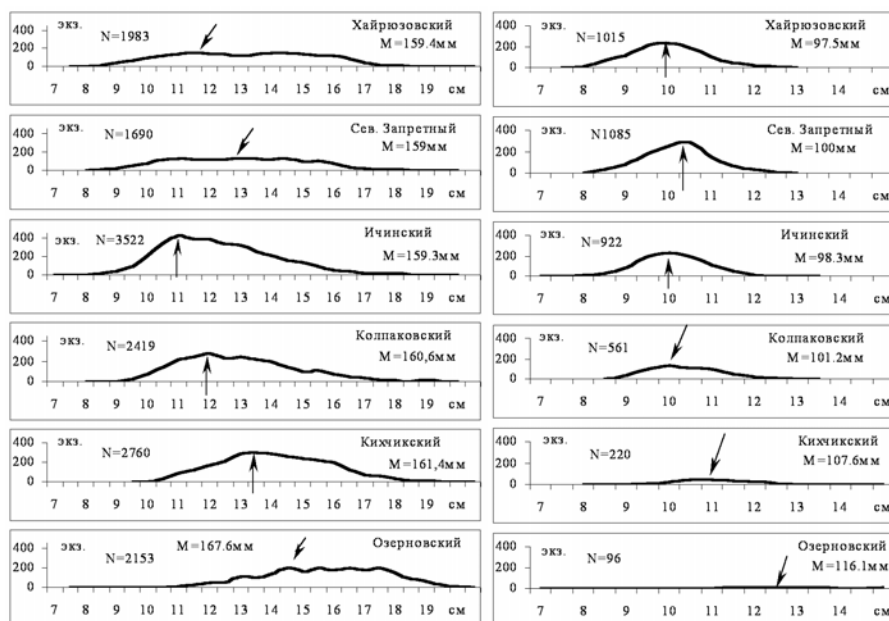 400 экз. Хайрюзовский
N=1983
200 M=159.4мм
0
7 8 9 10 11 12 13 14 15 16 17 18 19 см
400 экз. Сев. Запретный
N=1690
200 M=159мм
0
7 8 9 10 11 12 13 14 15 16 17 18 19 см
экз. Ичинский
400 N=3522
200 M=159.3мм
0
7 8 9 10 11 12 13 14 15 16 17 18 19 см
экз. Колпаковский
400 N=2419
200 M=160,6мм
0
7 8 9 10 11 12 13 14 15 16 17 18 19 см
экз. Кихчикский
400 N=2760
200 M=161,4мм
0
7 8 9 10 11 12 13 14 15 16 17 18 19 см
экз. M=167.6мм Озерновский
400 N=2153
200
0
7 8 9 10 11 12 13 14 15 16 17 18 19 см
400 экз. N=1015 Хайрюзовский
200 M=97.5мм
0
7 8 9 10 11 12 13 14 см
экз. Сев. Запретный
400 N1085 M=100мм
200
0
7 8 9 10 11 12 13 14 см
400 экз. Ичинский
N=922
200 M=98.3мм
0
7 8 9 10 11 12 13 14 см
400 экз. Колпаковский
N=561
200 M=101.2мм
0
7 8 9 10 11 12 13 14 см
400 экз. Кихчикский
N=220
200 M=107.6мм
0
7 8 9 10 11 12 13 14 см
400 экз. Озерновский
N=96
200 M=116.1мм
0
7 8 9 10 11 12 13 14 см